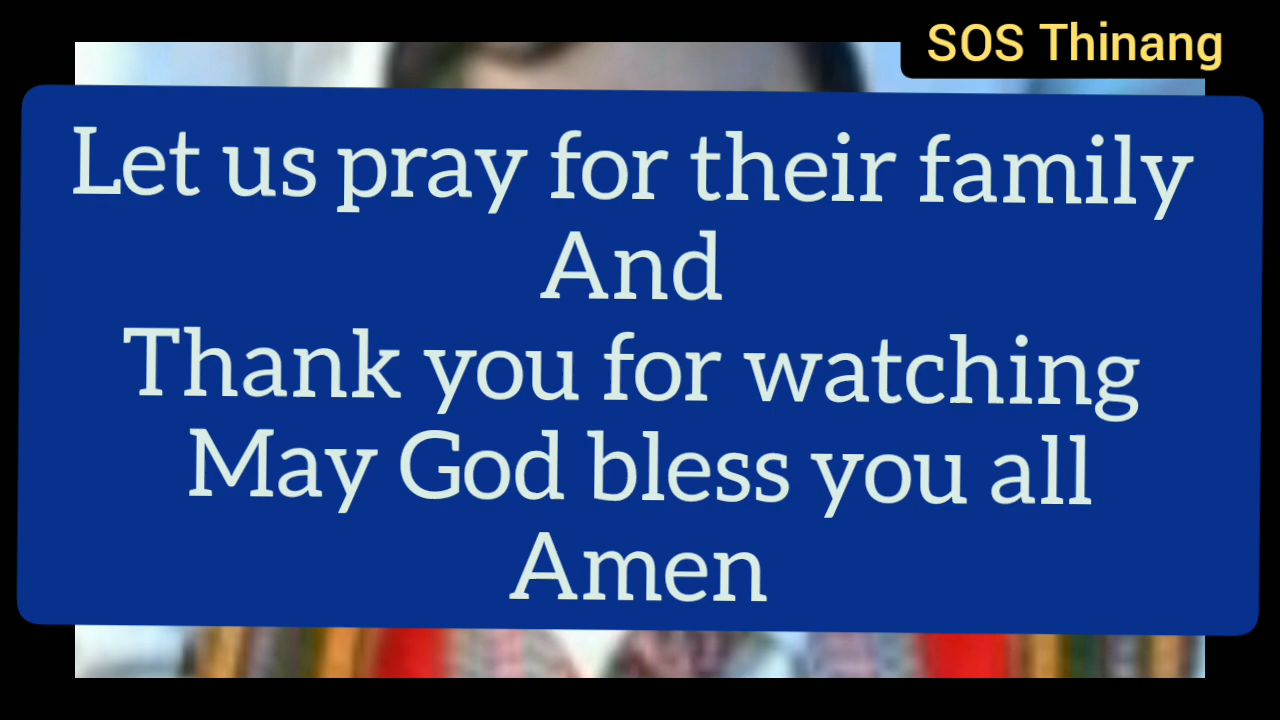 SOS Thinang
Let us pray for their family
And
Thank you for watching
May God bless you all
Amen